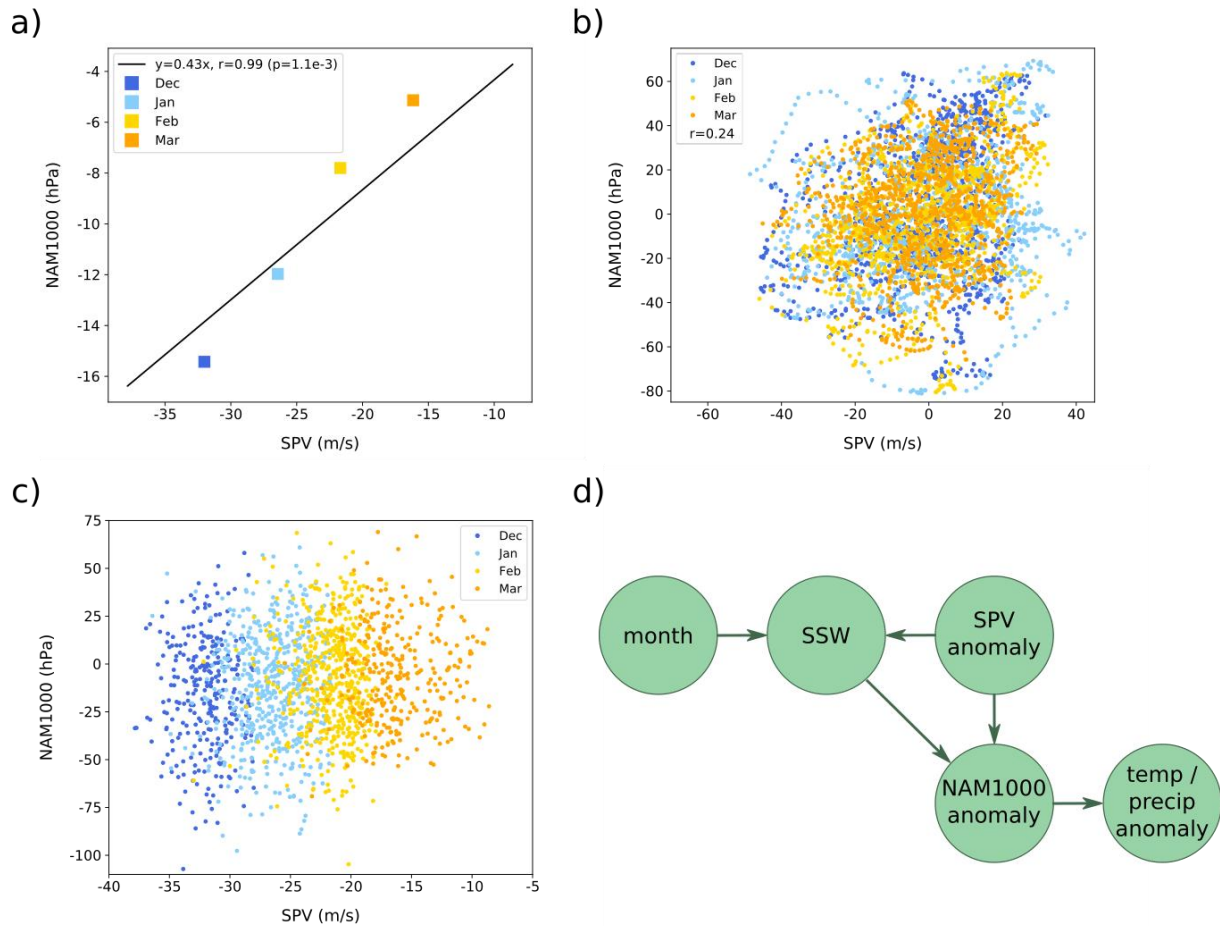 a)
y=0.43x, r=0.99 (p=1.1e-3)
Dec
Jan
Feb
Mar
-4
-6
-8
-10
-12
-14
-16
NAM1000 (hPa)
-35
-30
-25
-20
-15
-10
SPV (m/s)
b)
Dec
Jan
Feb
Mar
r=0.24
60
40
20
0
-20
-40
-60
-80
NAM1000 (hPa)
-60
-40
-20
0
20
40
SPV (m/s)
c)
Dec
Jan
Feb
Mar
75
50
25
0
-25
-50
-75
-100
NAM1000 (hPa)
-40
-35
-30
-25
-20
-15
-10
-5
SPV (m/s)
d)
month
SSW
SPV
anomaly
NAM1000
anomaly
temp /
precip
anomaly